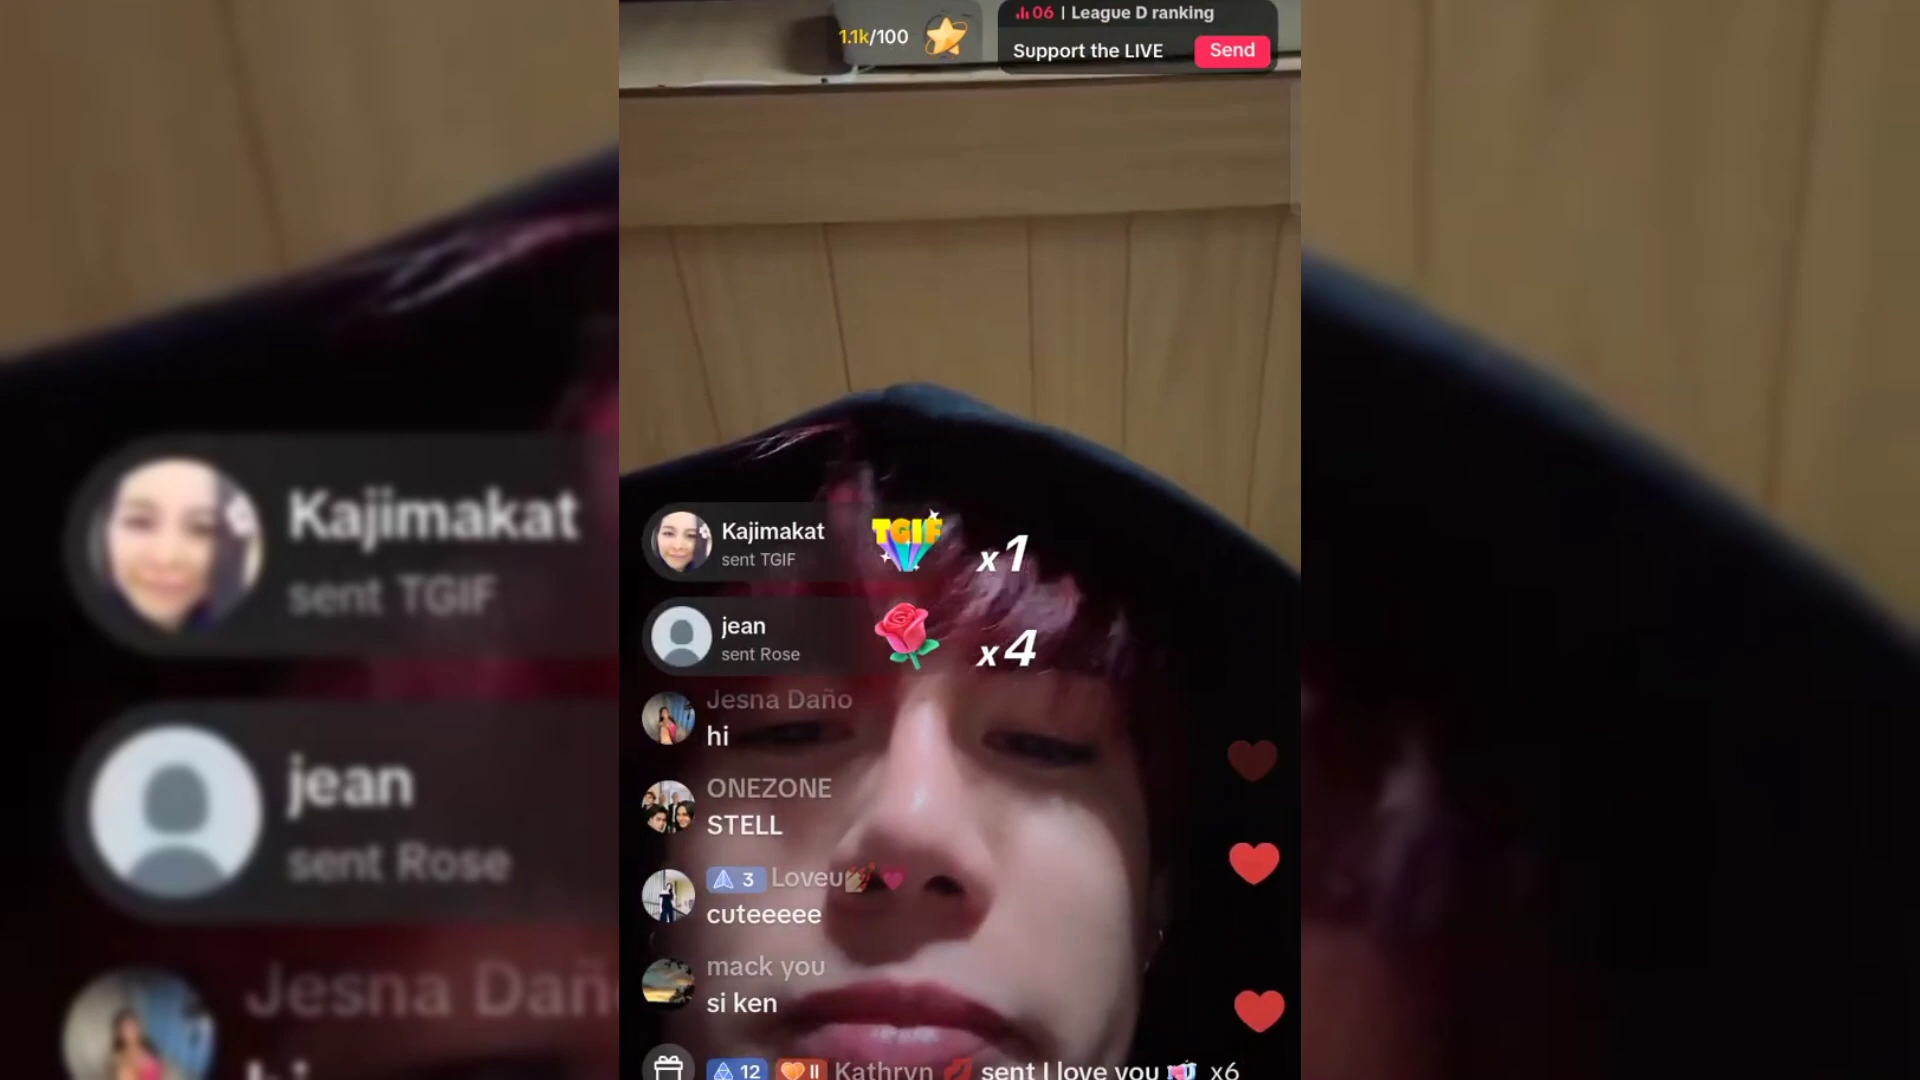 1.1k/100
06 | League D ranking
Support the LIVE
Send
Kajimakat
sent TGIF
TGIF
x1
jean
sent Rose
x4
Jesna Daño
hi
ONEZONE
STELL
3 Loveu
cuteeeee
mack you
si ken
12 II Kathryn sent I love you x6
Kajimakat
sent TGIF
jean
sent Rose
Jesna Dañ
hi